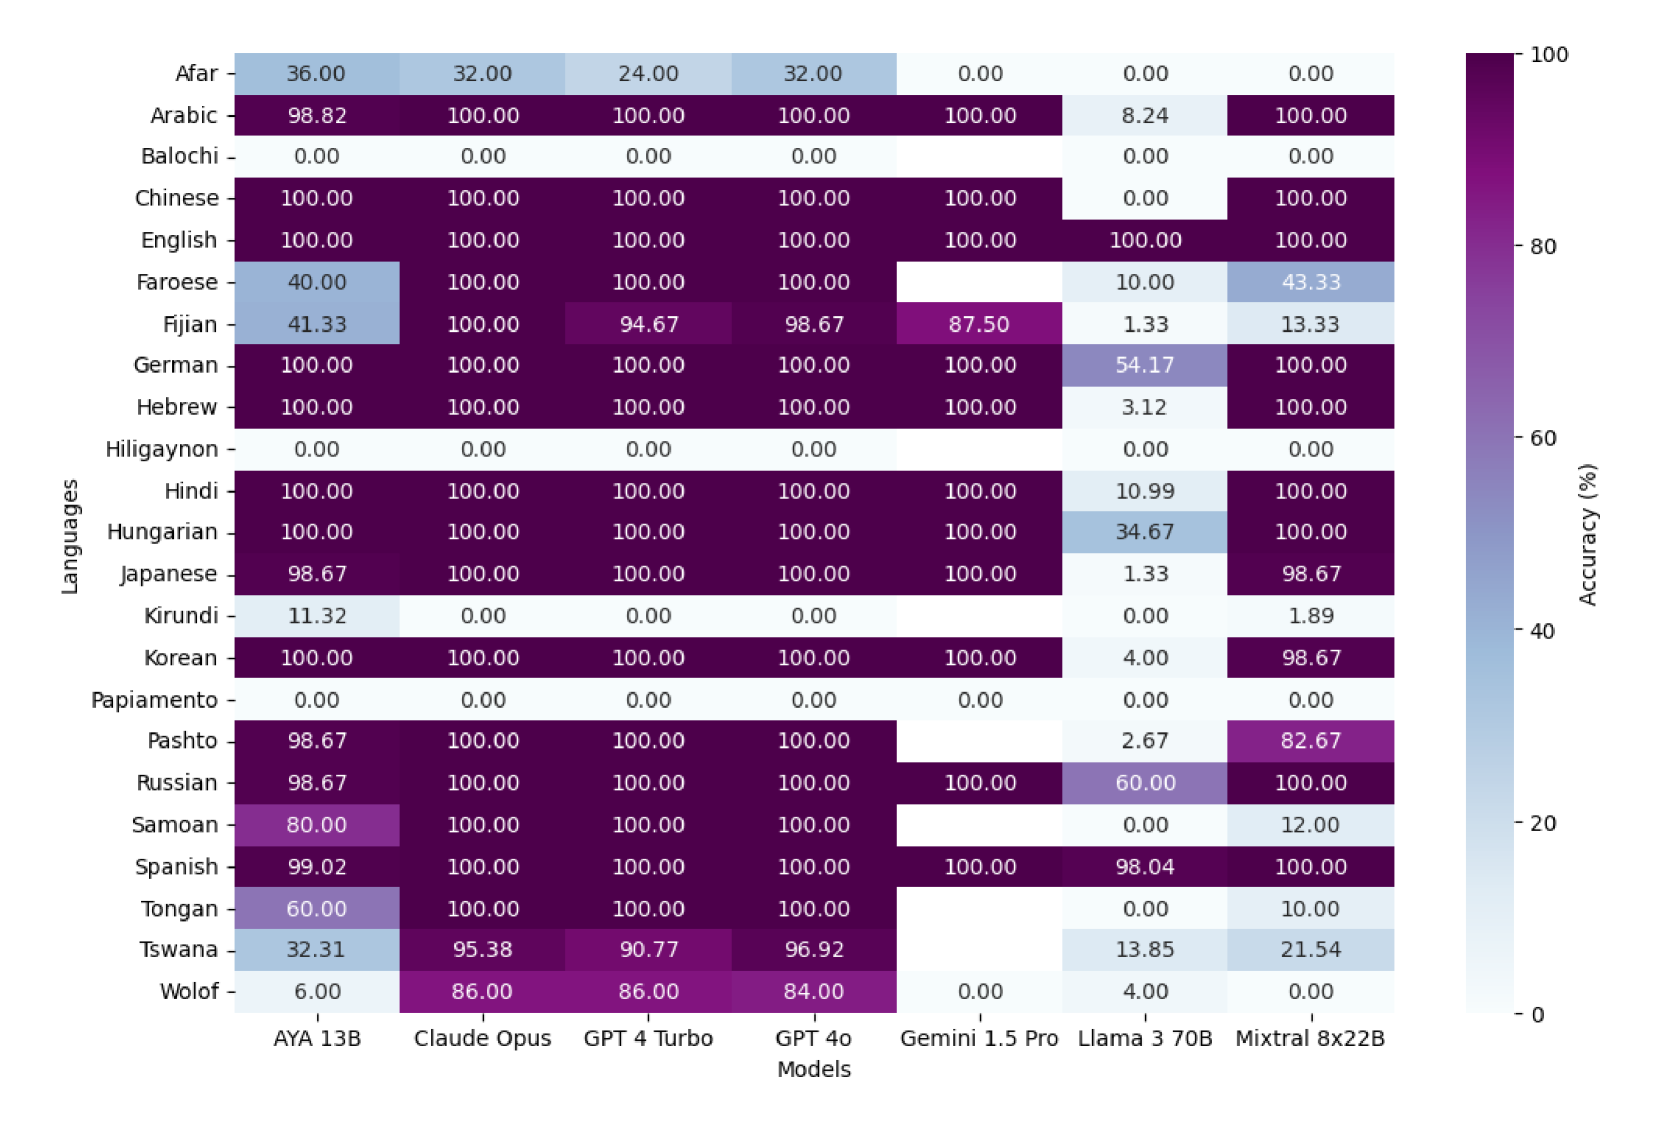 Afar 36.00 32.00 24.00 32.00 0.00 0.00 0.00
Arabic 98.82 100.00 100.00 100.00 100.00 8.24 100.00
Balochi 0.00 0.00 0.00 0.00 0.00 0.00
Chinese 100.00 100.00 100.00 100.00 100.00 0.00 100.00
English 100.00 100.00 100.00 100.00 100.00 100.00 100.00
Faroese 40.00 100.00 100.00 100.00 10.00 43.33
Fijian 41.33 100.00 94.67 98.67 87.50 1.33 13.33
German 100.00 100.00 100.00 100.00 100.00 54.17 100.00
Hebrew 100.00 100.00 100.00 100.00 100.00 3.12 100.00
Hiligaynon 0.00 0.00 0.00 0.00 0.00 0.00
Hindi 100.00 100.00 100.00 100.00 100.00 10.99 100.00
Hungarian 100.00 100.00 100.00 100.00 100.00 34.67 100.00
Japanese 98.67 100.00 100.00 100.00 100.00 1.33 98.67
Kirundi 11.32 0.00 0.00 0.00 0.00 1.89
Korean 100.00 100.00 100.00 100.00 100.00 4.00 98.67
Papiamento 0.00 0.00 0.00 0.00 0.00 0.00 0.00
Pashto 98.67 100.00 100.00 100.00 2.67 82.67
Russian 98.67 100.00 100.00 100.00 100.00 60.00 100.00
Samoan 80.00 100.00 100.00 100.00 0.00 12.00
Spanish 99.02 100.00 100.00 100.00 100.00 98.04 100.00
Tongan 60.00 100.00 100.00 100.00 0.00 10.00
Tswana 32.31 95.38 90.77 96.92 13.85 21.54
Wolof 6.00 86.00 86.00 84.00 0.00 4.00 0.00
AYA 13B Claude Opus GPT 4 Turbo GPT 4o Gemini 1.5 Pro Llama 3 70B Mixtral 8x22B
Models
Languages
100
80
60
40
20
0
Accuracy (%)